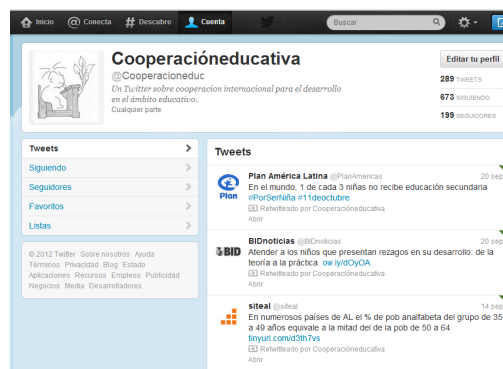 Inicio @ Conecta # Descubre Cuenta Buscar
Cooperacióneducativa
@Cooperacioneduc
Un Twitter sobre cooperacion internacional para el desarrollo
en el ámbito educativo.
Cualquier parte
Editar tu perfil
289 TWEETS
673 SIGUIENDO
199 SEGUIDORES
Tweets
Siguiendo
Seguidores
Favoritos
Listas
© 2012 Twitter Sobre nosotros Ayuda
Términos Privacidad Blog Estado
Aplicaciones Recursos Empleos Publicidad
Negocios Media Desarrolladores
Tweets
Plan
Plan América Latina @PlanAmericas 20 sep
En el mundo, 1 de cada 3 niñas no recibe educación secundaria
#PorSerNiña #11deoctubre
Retwitteado por Cooperacióneducativa
Abrir
BID
BIDnoticias @BIDnoticias 20 sep
Atender a los niños que presentan rezagos en su desarrollo: de la
teoría a la práctica. ow.ly/dOyOA
Retwitteado por Cooperacióneducativa
Abrir
siteal @siteal 14 sep
En numerosos países de AL el % de pob analfabeta del grupo de 35
a 49 años equivale a la mitad del de la pob de 50 a 64
tinyurl.com/d3th7vs
Retwitteado por Cooperacióneducativa
Abrir